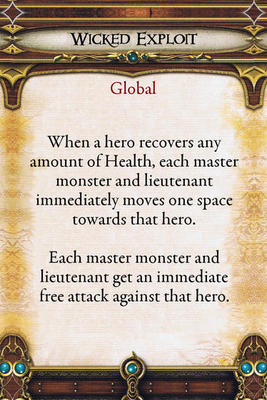 Wicked Exploit
Global
When a hero recovers any
amount of Health, each master
monster and lieutenant
immediately moves one space
towards that hero.
Each master monster and
lieutenant get an immediate
free attack against that hero.